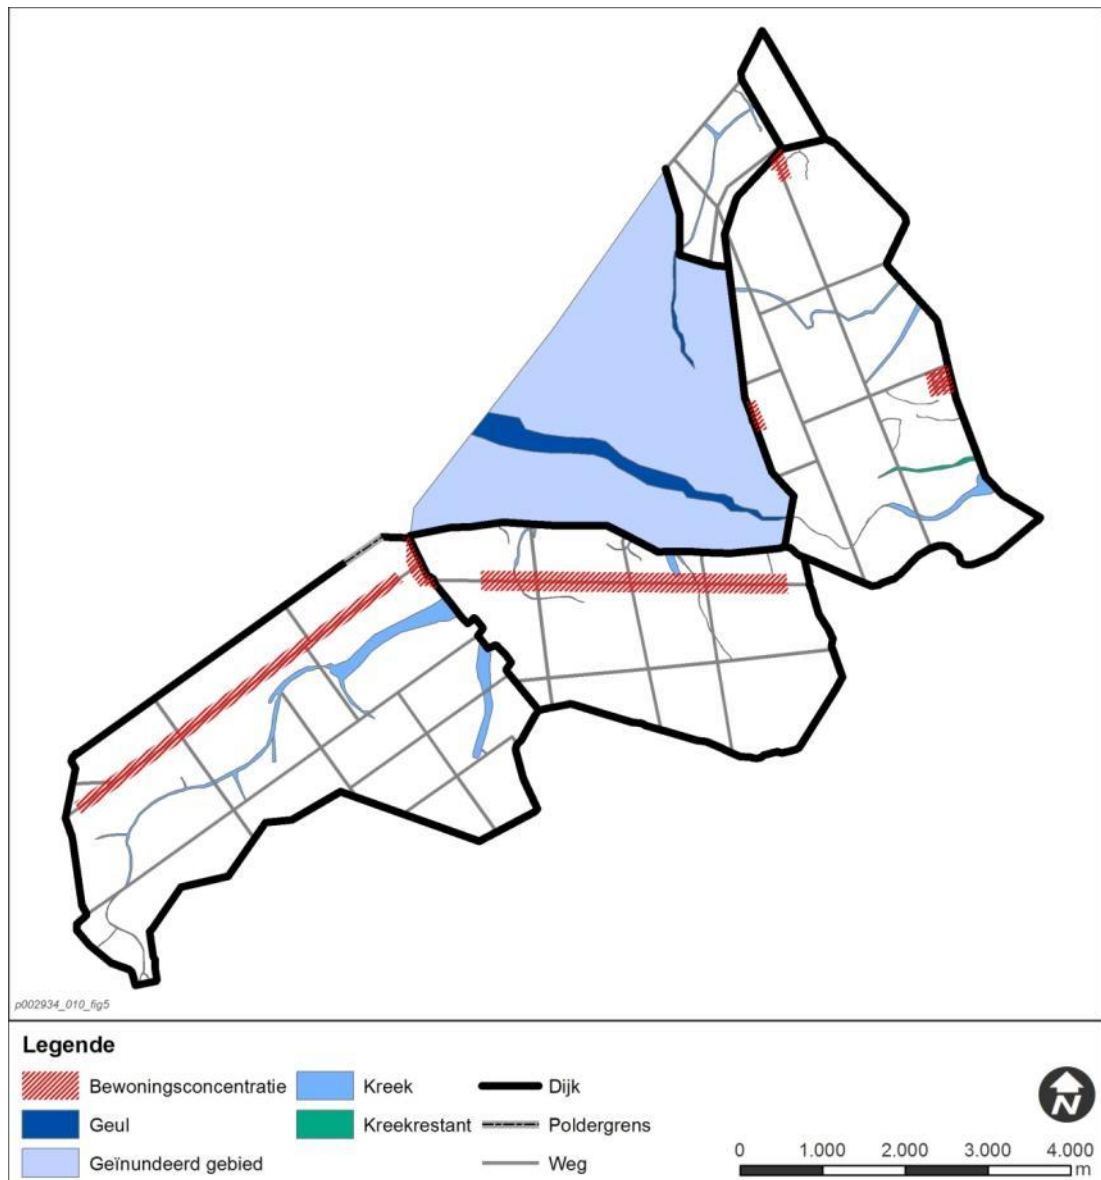 p002934_010_fig5
Legende
Bewoningsconcentratie
Kreek
Dijk
Geul
Kreekrestant
Poldergrens
Geïnundeerd gebied
Weg
N
0 1.000 2.000 3.000 4.000
m